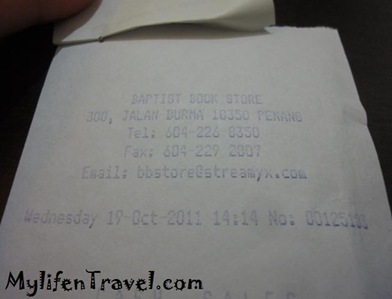 BAPTIST BOOK STORE
300, JALAN BURMA 10350 PENANG
Tel: 604-226 8350
Fax: 604 229 2007
Email: bbstore@streamyx.com
Wednesday 19-Oct-2011 14:14 No:
MylifenTravel.com